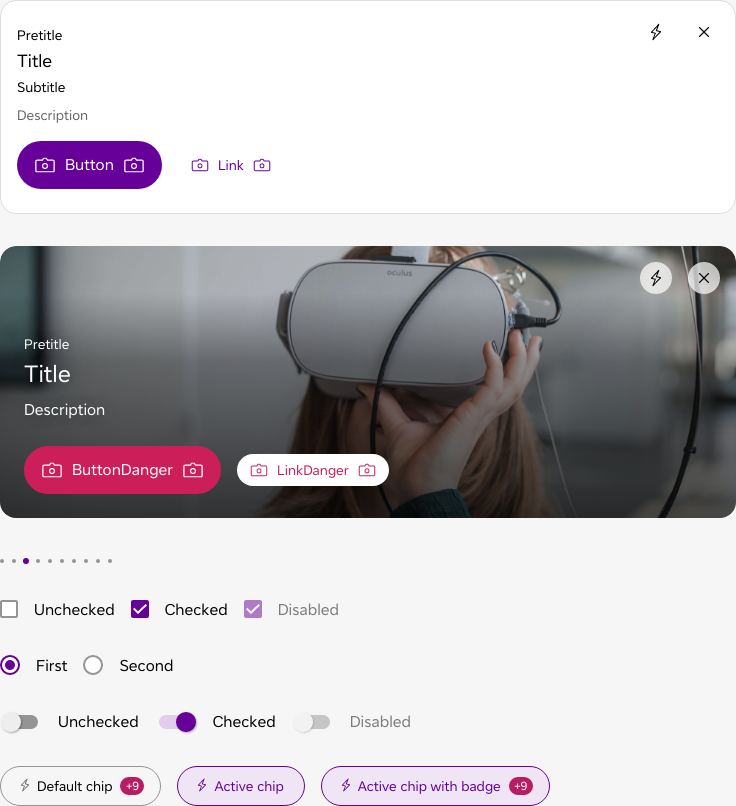 Pretitle
Title
Subtitle
Description
Button
Link
oculus
Pretitle
Title
Description
ButtonDanger
LinkDanger
Unchecked Checked Disabled
First Second
Unchecked Checked Disabled
Default chip +9 Active chip Active chip with badge +9